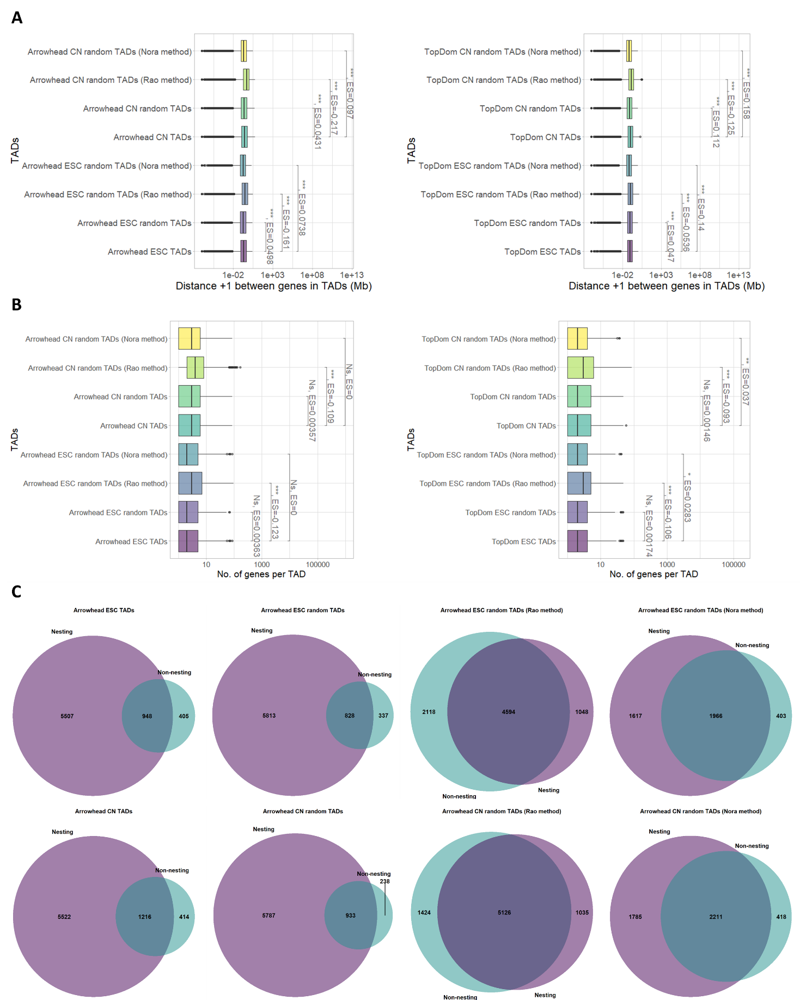 A
TADs
Arrowhead CN random TADs (Nora method)
Arrowhead CN random TADs (Rao method)
Arrowhead CN random TADs
Arrowhead CN TADs
Arrowhead ESC random TADs (Nora method)
Arrowhead ESC random TADs (Rao method)
Arrowhead ESC random TADs
Arrowhead ESC TADs
***, ES=0.0431
***, ES=-0.217
***, ES=0.097
***, ES=0.0498
***, ES=-0.161
***, ES=0.0738
1e-02 1e+03 1e+08 1e+13
Distance +1 between genes in TADs (Mb)
TADs
TopDom CN random TADs (Nora method)
TopDom CN random TADs (Rao method)
TopDom CN random TADs
TopDom CN TADs
TopDom ESC random TADs (Nora method)
TopDom ESC random TADs (Rao method)
TopDom ESC random TADs
TopDom ESC TADs
***, ES=0.112
***, ES=-0.125
***, ES=0.158
***, ES=0.047
***, ES=-0.0536
***, ES=0.14
1e-02 1e+03 1e+08 1e+13
Distance +1 between genes in TADs (Mb)
B
TADs
Arrowhead CN random TADs (Nora method)
Arrowhead CN random TADs (Rao method)
Arrowhead CN random TADs
Arrowhead CN TADs
Arrowhead ESC random TADs (Nora method)
Arrowhead ESC random TADs (Rao method)
Arrowhead ESC random TADs
Arrowhead ESC TADs
Ns, ES=0.00357
***, ES=-0.109
Ns, ES=0
Ns, ES=0.00363
***, ES=-0.123
Ns, ES=0
10 1000 100000
No. of genes per TAD
TADs
TopDom CN random TADs (Nora method)
TopDom CN random TADs (Rao method)
TopDom CN random TADs
TopDom CN TADs
TopDom ESC random TADs (Nora method)
TopDom ESC random TADs (Rao method)
TopDom ESC random TADs
TopDom ESC TADs
Ns, ES=0.00146
***, ES=-0.093
**, ES=0.037
Ns, ES=0.00174
***, ES=-0.106
*, ES=0.0283
10 1000 100000
No. of genes per TAD
C
Arrowhead ESC TADs
Nesting
Non-nesting
5507 948 405
Arrowhead ESC random TADs
Nesting
Non-nesting
5813 828 337
Arrowhead ESC random TADs (Rao method)
2118 4594 1048
Nesting
Non-nesting
Arrowhead ESC random TADs (Nora method)
Nesting
Non-nesting
1617 1966 403
Arrowhead CN TADs
Nesting
Non-nesting
5522 1216 414
Arrowhead CN random TADs
Nesting
Non-nesting
238
5787 933
Arrowhead CN random TADs (Rao method)
1424 5126 1035
Nesting
Non-nesting
Arrowhead CN random TADs (Nora method)
Nesting
Non-nesting
1785 2211 418